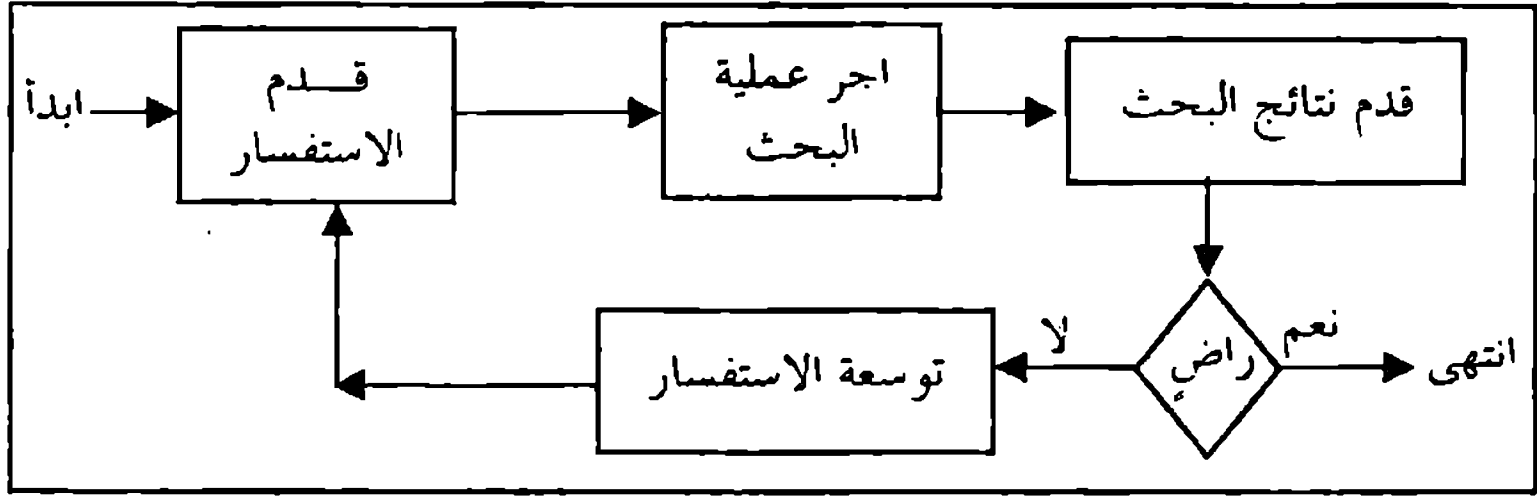 ابدأ
قدم
الاستفسار
اجر عملية
البحث
قدم نتائج البحث
راضٍ
نعم
انتهى
لا
توسعة الاستفسار